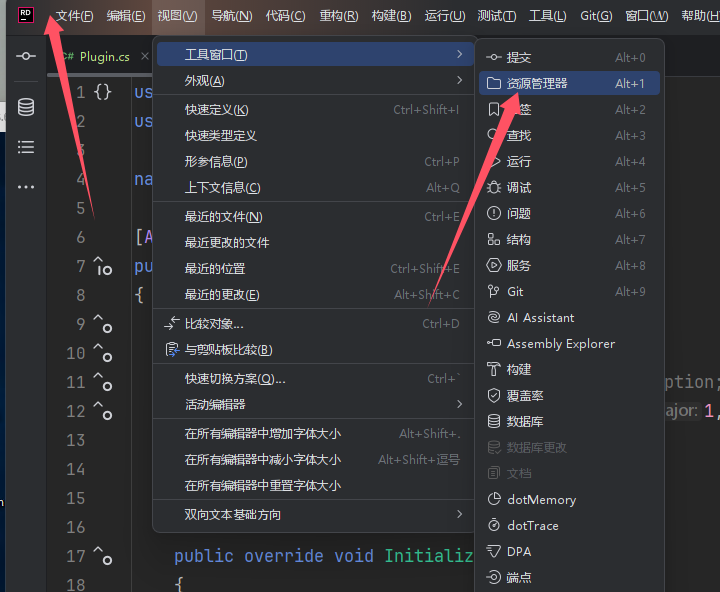 RD 文件(F) 编辑(E) 视图(V) 导航(N) 代码(C) 重构(R) 构建(B) 运行(U) 测试(T) 工具(L) Git(G) 窗口(W) 帮助(H
C# Plugin.cs
工具窗口(T)
外观(A)
快速定义(K) Ctrl+Shift+I
快速类型定义
形参信息(P) Ctrl+P
上下文信息(C) Alt+Q
最近的文件(N) Ctrl+E
最近更改的文件
最近的位置 Ctrl+Shift+E
最近的更改(E) Alt+Shift+C
比较对象... Ctrl+D
与剪贴板比较(B)
快速切换方案(Q)... Ctrl+`
活动编辑器
在所有编辑器中增加字体大小 Alt+Shift+.
在所有编辑器中减小字体大小 Alt+Shift+逗号
在所有编辑器中重置字体大小
双向文本基础方向
提交 Alt+0
资源管理器 Alt+1
签 Alt+2
查找 Alt+3
运行 Alt+4
调试 Alt+5
问题 Alt+6
结构 Alt+7
服务 Alt+8
Git Alt+9
AI Assistant
Assembly Explorer
构建
覆盖率
数据库
数据库更改
文档
dotMemory
dotTrace
DPA
端点
1 {} us
2 us
3
4 na
5
6 [A
7 pu
8 {
9
10
11 ption;
12 ajor: 1,
13
14
15
16
17 public override void Initializ
18 {